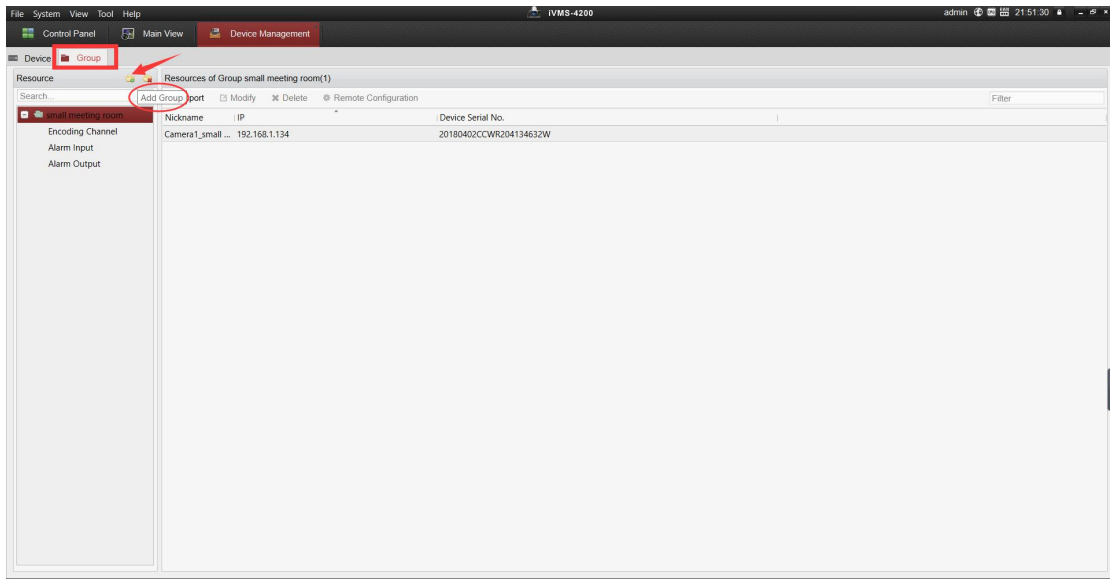 File System View Tool Help iVMS-4200 admin 21:51:30
Control Panel Main View Device Management
Device Group
Resource Resources of Group small meeting room(1)
Search... Add Group port Modify Delete Remote Configuration Filter
small meeting room Nickname IP Device Serial No.
Encoding Channel Camera1_small ... 192.168.1.134 20180402CCWR204134632W
Alarm Input
Alarm Output